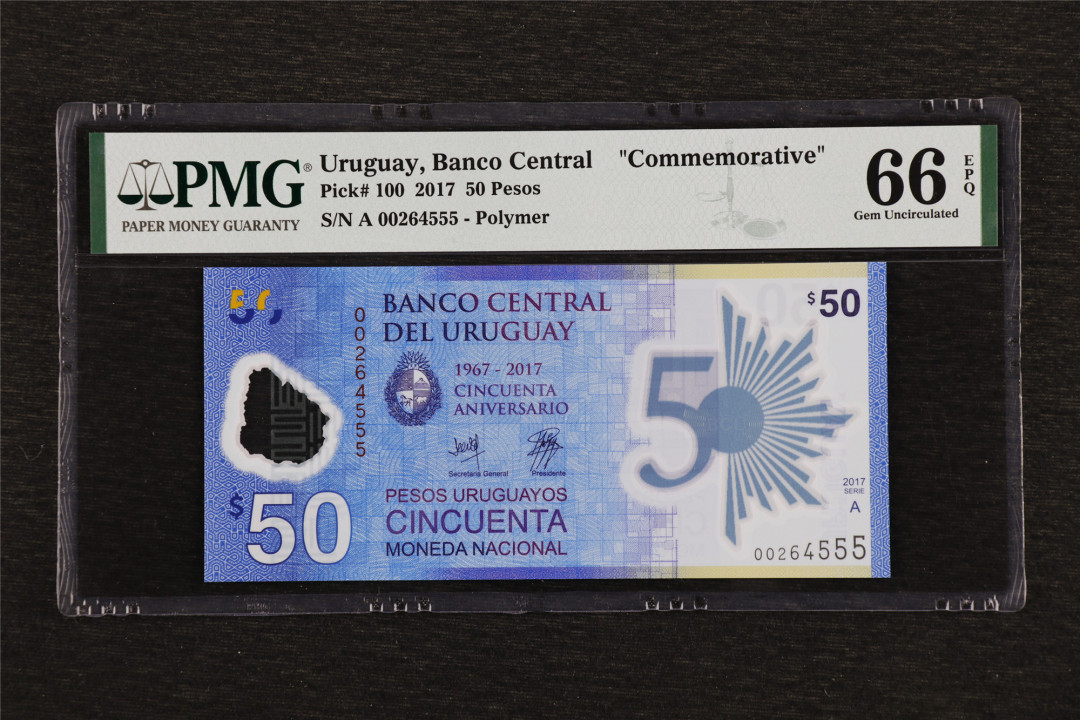 PMG®
PAPER MONEY GUARANTY
Uruguay, Banco Central "Commemorative"
Pick# 100 2017 50 Pesos
S/N A 00264555 - Polymer
66
EPQ
Gem Uncirculated
00264555
BANCO CENTRAL
DEL URUGUAY
1967 - 2017
CINCUENTA
ANIVERSARIO
Secretaría General
Presidente
$50
PESOS URUGUAYOS
CINCUENTA
MONEDA NACIONAL
$50
5
2017
SERIE
A
00264555